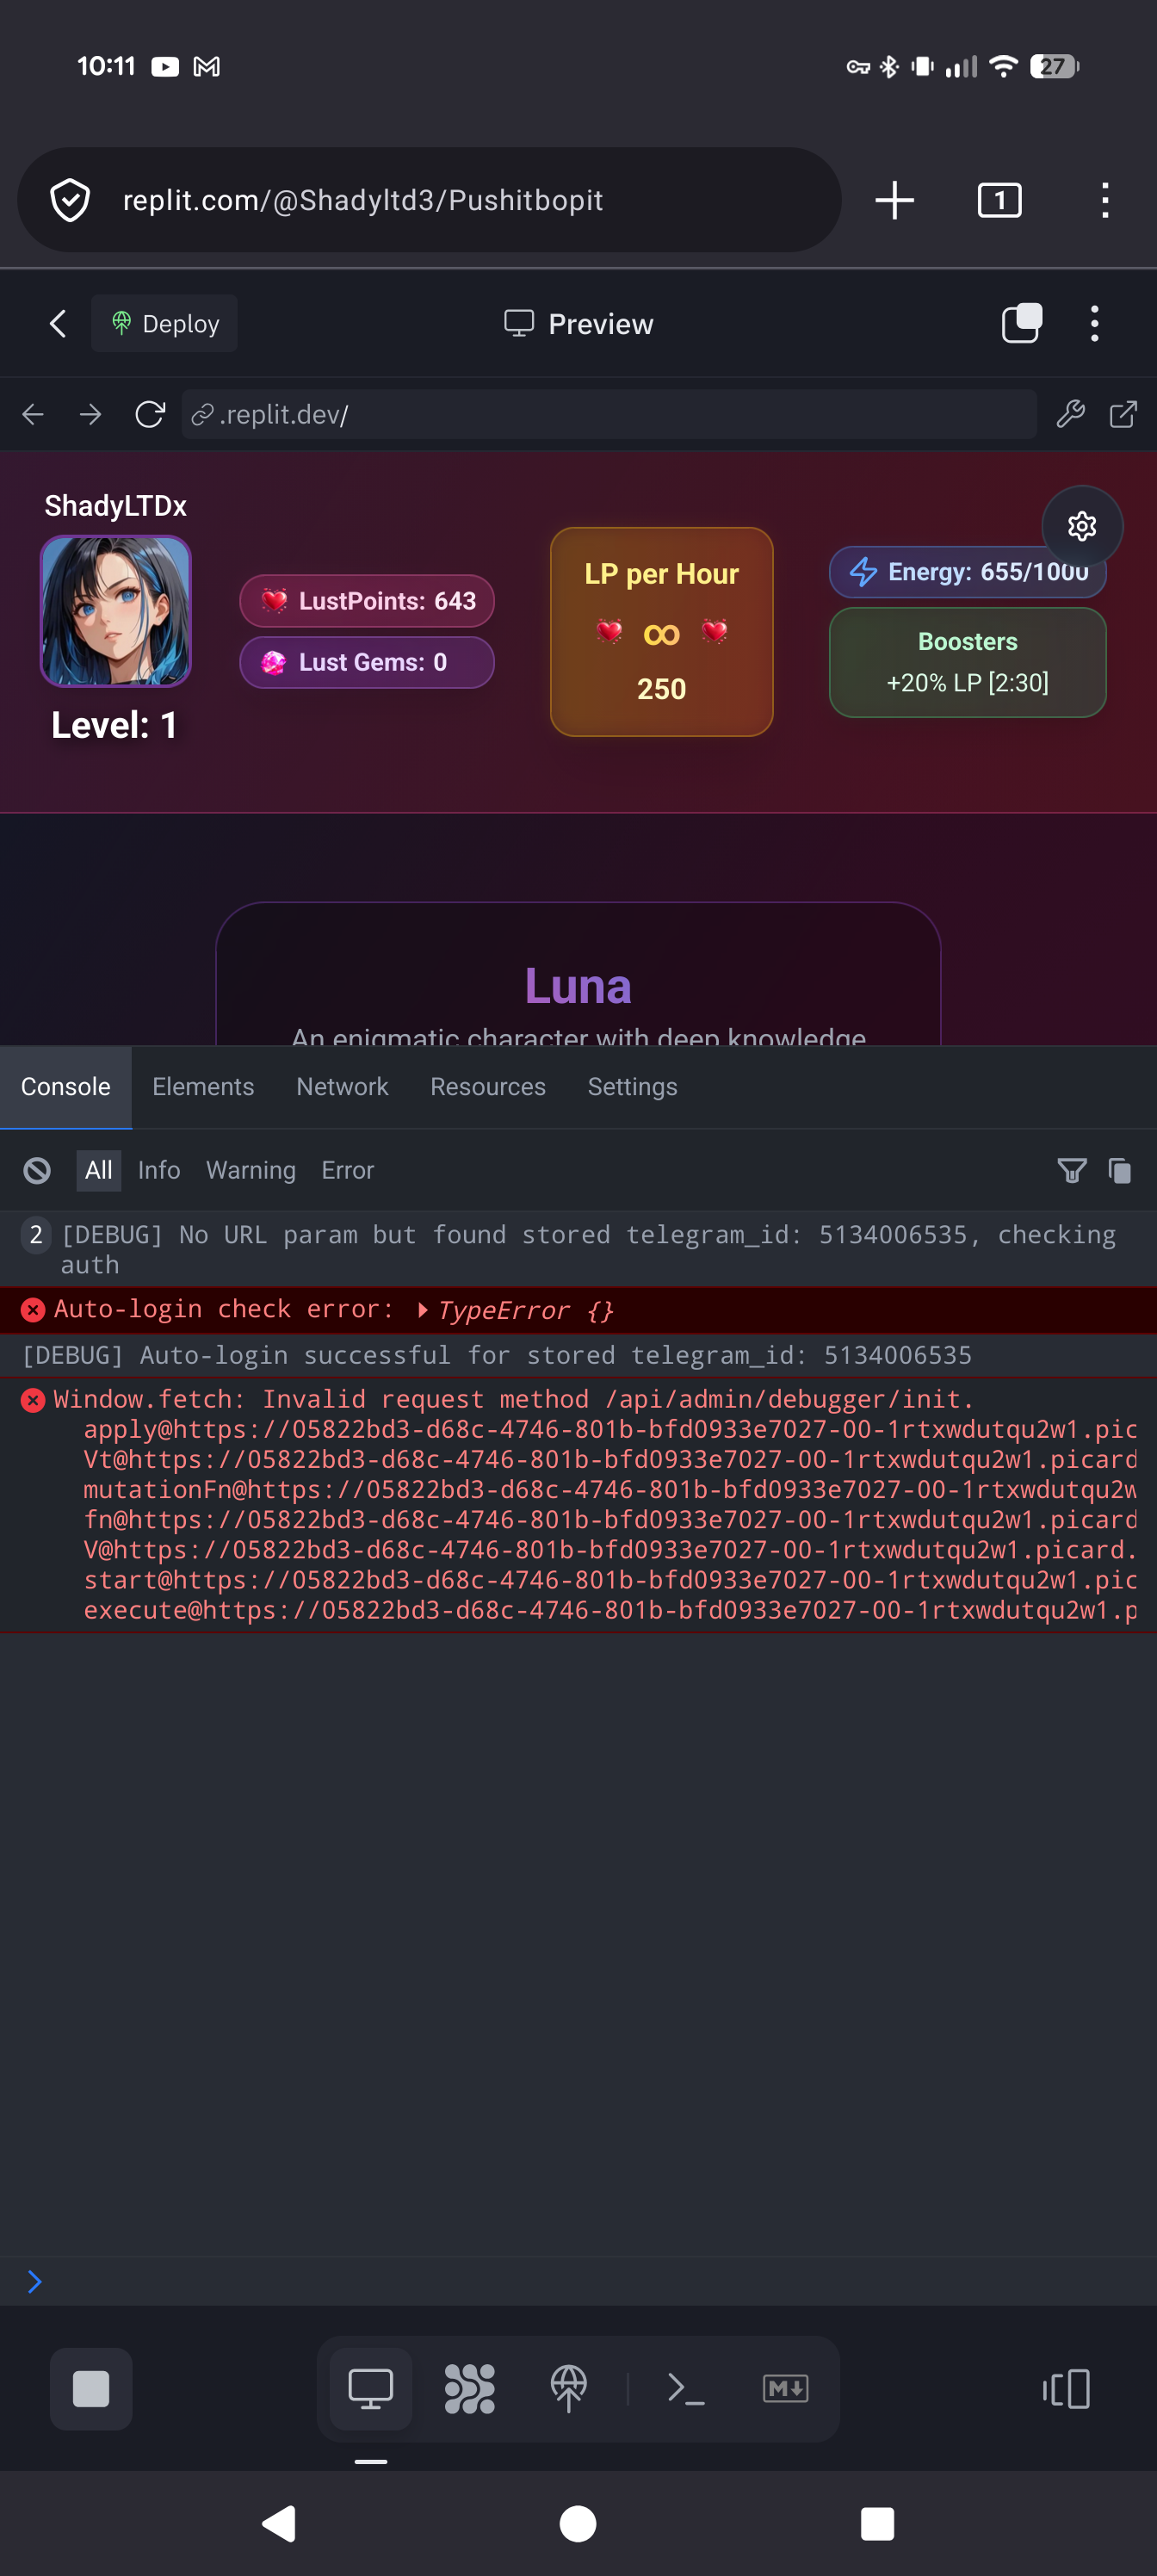 10:11
27
replit.com/@Shadyltd3/Pushitbopit
1
Deploy
Preview
.replit.dev/
ShadyLTDx
LustPoints: 643
Lust Gems: 0
Level: 1
LP per Hour
∞
250
Energy: 655/1000
Boosters
+20% LP [2:30]
Luna
An enigmatic character with deep knowledge
Console Elements Network Resources Settings
All Info Warning Error
2 [DEBUG] No URL param but found stored telegram_id: 5134006535, checking
auth
Auto-login check error: TypeError {}
[DEBUG] Auto-login successful for stored telegram_id: 5134006535
Window.fetch: Invalid request method /api/admin/debugger/init.
apply@https://05822bd3-d68c-4746-801b-bfd0933e7027-00-1rtxwdutqu2w1.pic
Vt@https://05822bd3-d68c-4746-801b-bfd0933e7027-00-1rtxwdutqu2w1.picard
mutationFn@https://05822bd3-d68c-4746-801b-bfd0933e7027-00-1rtxwdutqu2w
fn@https://05822bd3-d68c-4746-801b-bfd0933e7027-00-1rtxwdutqu2w1.picard
V@https://05822bd3-d68c-4746-801b-bfd0933e7027-00-1rtxwdutqu2w1.picard.
start@https://05822bd3-d68c-4746-801b-bfd0933e7027-00-1rtxwdutqu2w1.pic
execute@https://05822bd3-d68c-4746-801b-bfd0933e7027-00-1rtxwdutqu2w1.p
M